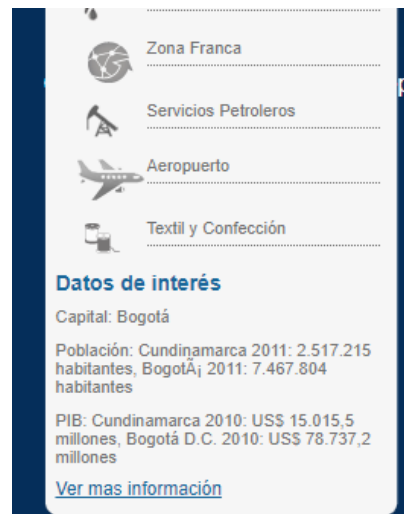 Zona Franca
Servicios Petroleros
Aeropuerto
Textil y Confección
Datos de interés
Capital: Bogotá
Población: Cundinamarca 2011: 2.517.215
habitantes, BogotÃ¡ 2011: 7.467.804
habitantes
PIB: Cundinamarca 2010: US$ 15.015,5
millones, Bogotá D.C. 2010: US$ 78.737,2
millones
Ver mas información